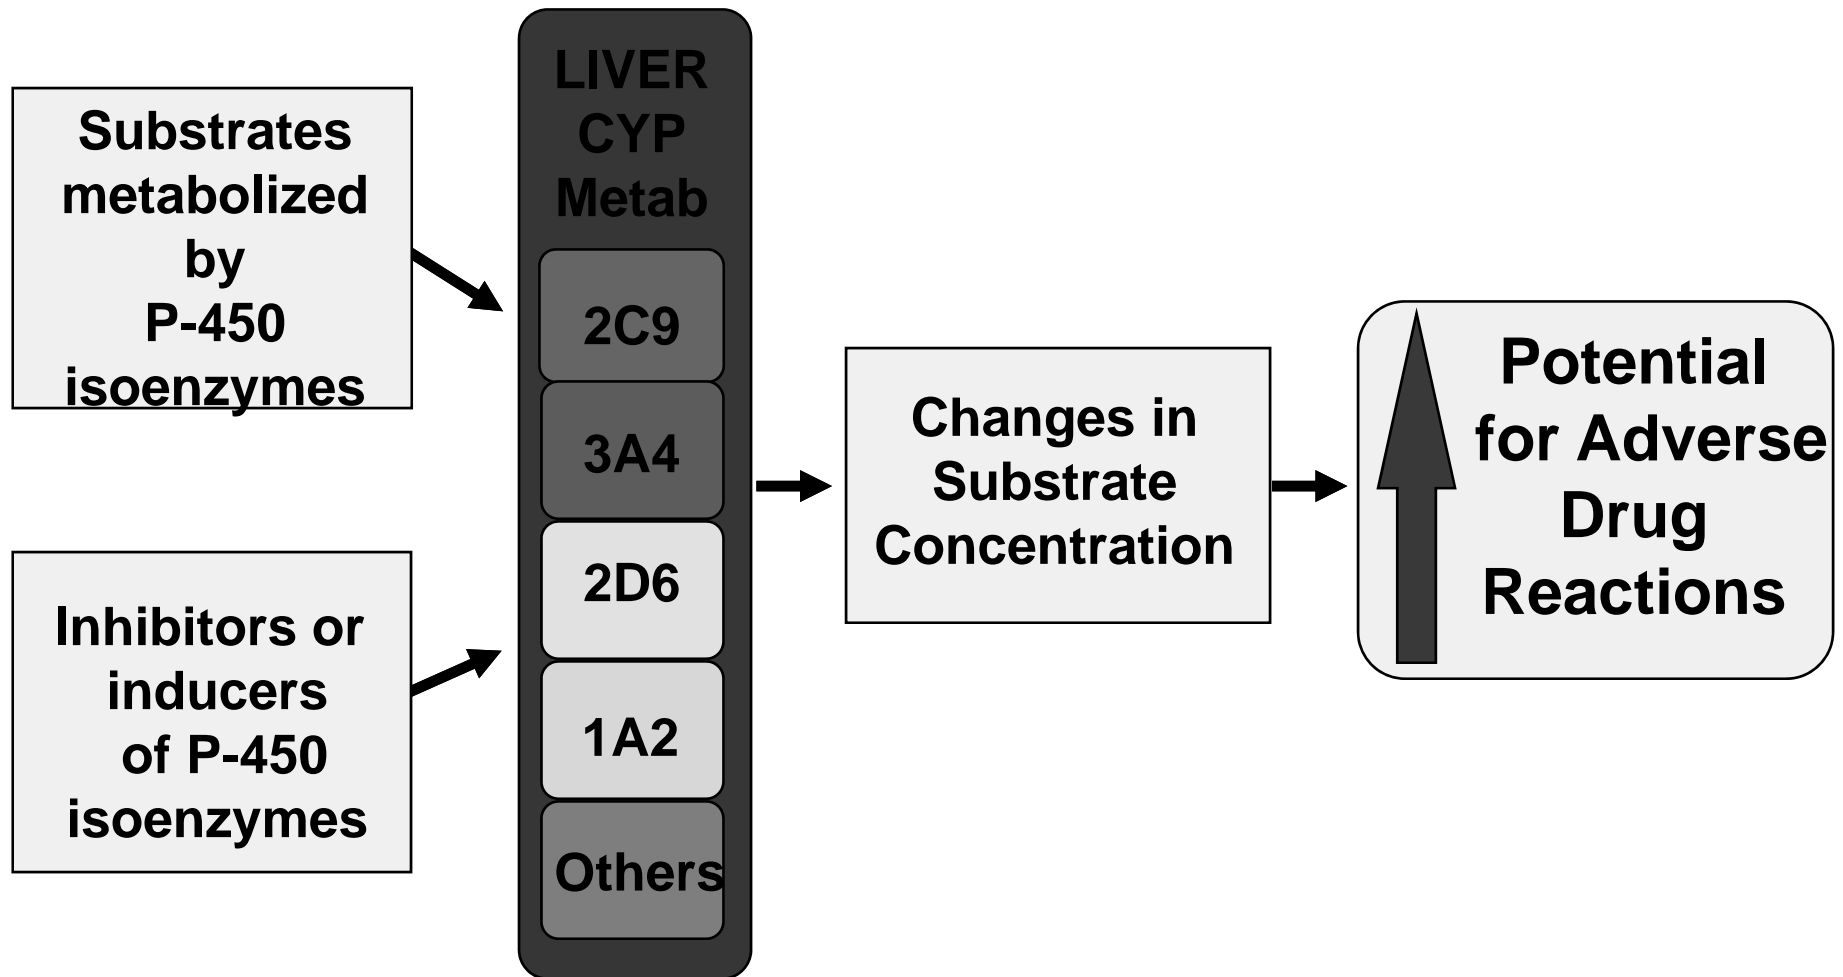 Substrates
metabolized
by
P-450
isoenzymes
Inhibitors or
inducers
of P-450
isoenzymes
LIVER
CYP
Metab
2C9
3A4
2D6
1A2
Others
Changes in
Substrate
Concentration
Potential
for Adverse
Drug
Reactions